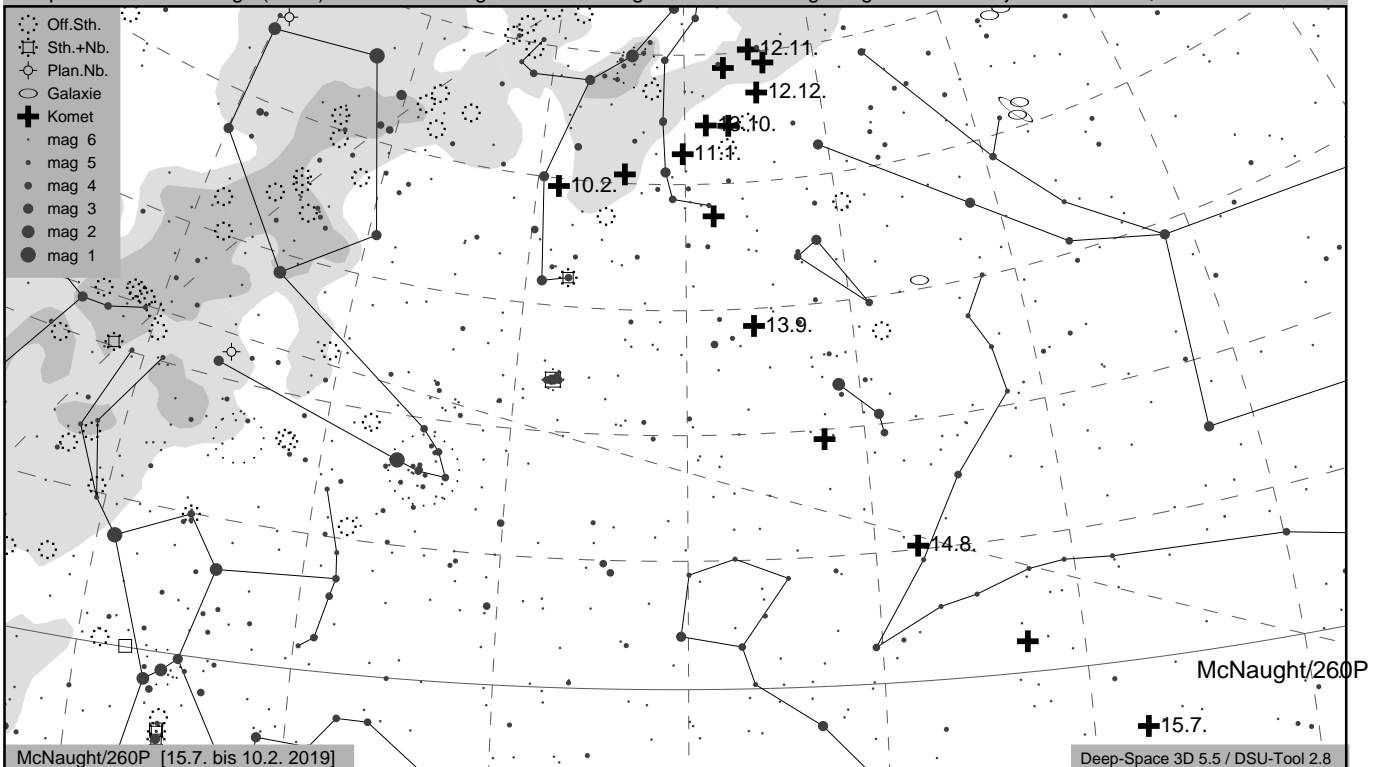 Off.Sth.
Sth.+Nb.
Plan.Nb.
Galaxie
Komet
mag 6
mag 5
mag 4
mag 3
mag 2
mag 1
12.11.
12.12.
13.10.
11.1.
10.2.
13.9.
14.8.
McNaught/260P
15.7.
McNaught/260P [15.7. bis 10.2. 2019]
Deep-Space 3D 5.5 / DSU-Tool 2.8